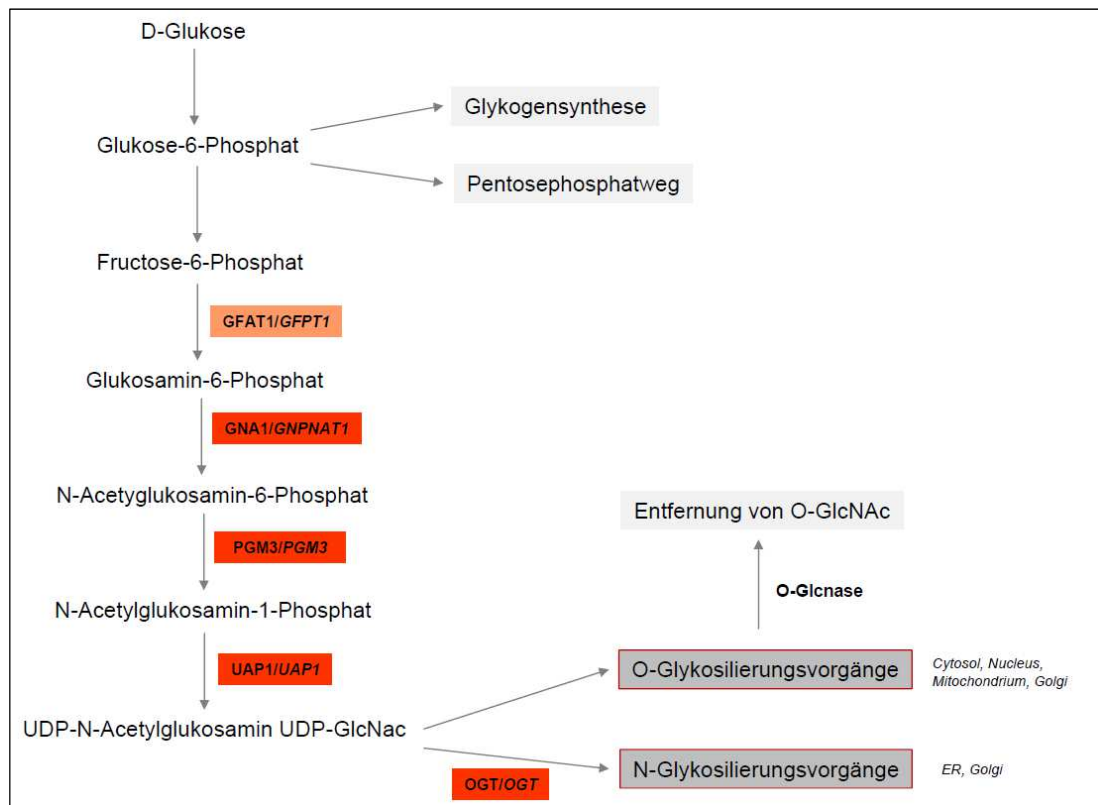 D-Glukose
Glykogensynthese
Glukose-6-Phosphat
Pentosephosphatweg
Fructose-6-Phosphat
GFAT1/GFPT1
Glukosamin-6-Phosphat
GNA1/GNPNAT1
N-Acetyglukosamin-6-Phosphat
Entfernung von O-GlcNAc
PGM3/PGM3
O-Glcnase
N-Acetylglukosamin-1-Phosphat
UAP1/UAP1
O-Glykosilierungsvorgänge
Cytosol, Nucleus,
Mitochondrium, Golgi
UDP-N-Acetylglukosamin UDP-GlcNac
N-Glykosilierungsvorgänge
ER, Golgi
OGT/OGT